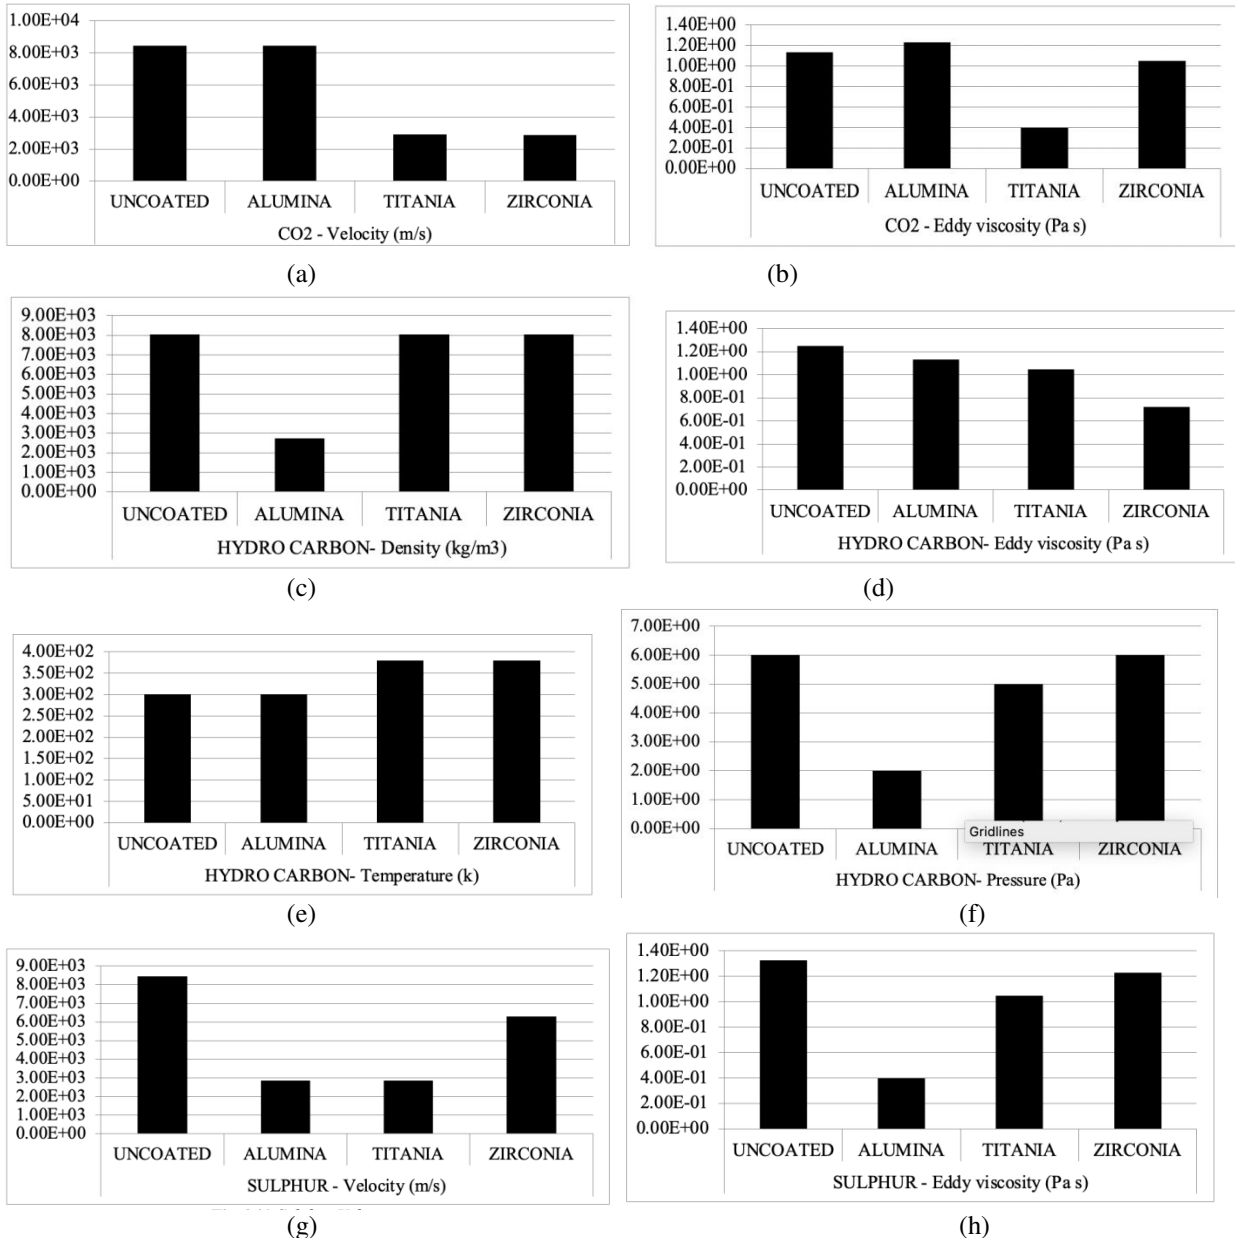 1.00E+04
8.00E+03
6.00E+03
4.00E+03
2.00E+03
0.00E+00
UNCOATED ALUMINA TITANIA ZIRCONIA
CO2 - Velocity (m/s)
(a)
1.40E+00
1.20E+00
1.00E+00
8.00E-01
6.00E-01
4.00E-01
2.00E-01
0.00E+00
UNCOATED ALUMINA TITANIA ZIRCONIA
CO2 - Eddy viscosity (Pa s)
(b)
9.00E+03
8.00E+03
7.00E+03
6.00E+03
5.00E+03
4.00E+03
3.00E+03
2.00E+03
1.00E+03
0.00E+00
UNCOATED ALUMINA TITANIA ZIRCONIA
HYDRO CARBON- Density (kg/m3)
(c)
1.40E+00
1.20E+00
1.00E+00
8.00E-01
6.00E-01
4.00E-01
2.00E-01
0.00E+00
UNCOATED ALUMINA TITANIA ZIRCONIA
HYDRO CARBON- Eddy viscosity (Pa s)
(d)
4.00E+02
3.50E+02
3.00E+02
2.50E+02
2.00E+02
1.50E+02
1.00E+02
5.00E+01
0.00E+00
UNCOATED ALUMINA TITANIA ZIRCONIA
HYDRO CARBON- Temperature (k)
(e)
7.00E+00
6.00E+00
5.00E+00
4.00E+00
3.00E+00
2.00E+00
1.00E+00
0.00E+00
Gridlines
UNCOATED ALUMINA TITANIA ZIRCONIA
HYDRO CARBON- Pressure (Pa)
(f)
9.00E+03
8.00E+03
7.00E+03
6.00E+03
5.00E+03
4.00E+03
3.00E+03
2.00E+03
1.00E+03
0.00E+00
UNCOATED ALUMINA TITANIA ZIRCONIA
SULPHUR - Velocity (m/s)
(g)
1.40E+00
1.20E+00
1.00E+00
8.00E-01
6.00E-01
4.00E-01
2.00E-01
0.00E+00
UNCOATED ALUMINA TITANIA ZIRCONIA
SULPHUR - Eddy viscosity (Pa s)
(h)